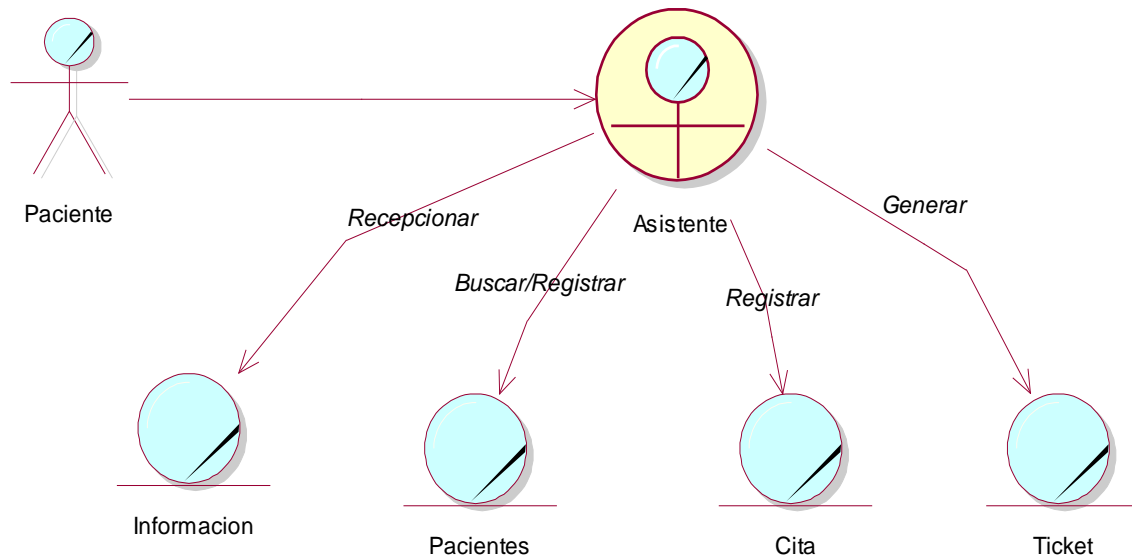 Paciente
Asistente
Recepcionar
Buscar/Registrar
Registrar
Generar
Informacion
Pacientes
Cita
Ticket